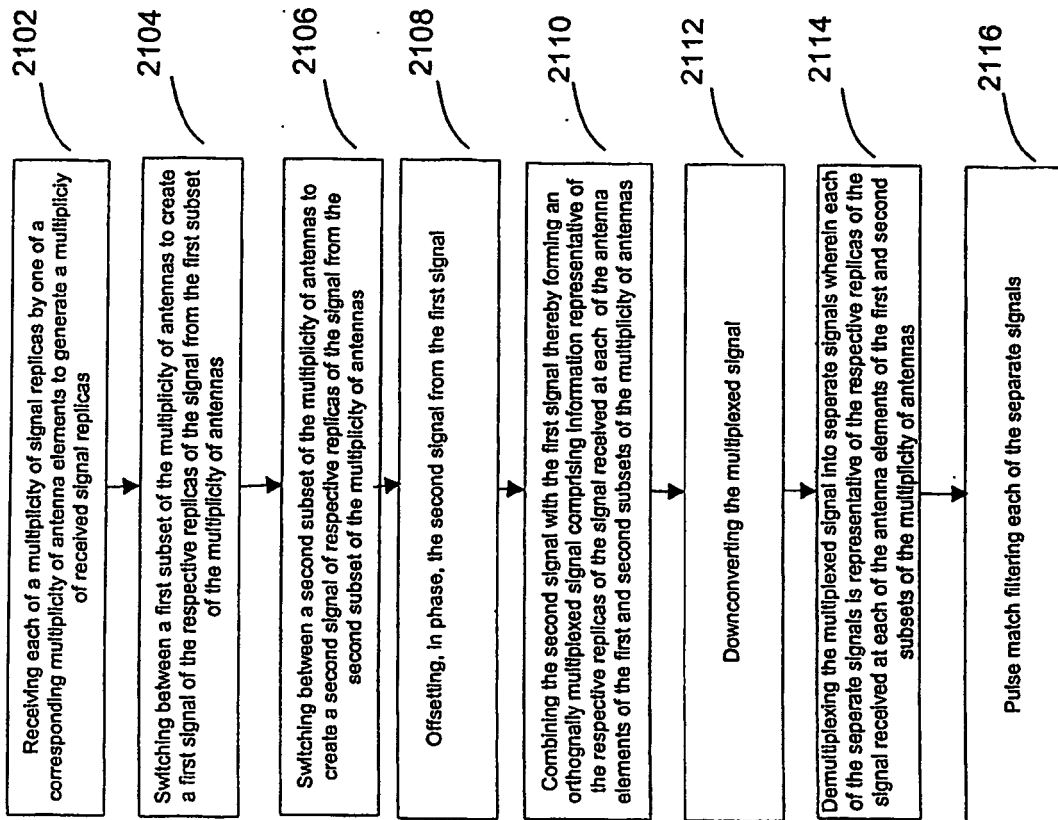 2102
Receiving each of a multiplicity of signal replicas by one of a
corresponding multiplicity of antenna elements to generate a multipliciy
of received signal replicas
2104
Switching between a first subset of the multiplicity of antennas to create
a first signal of the respective replicas of the signal from the first subset
of the multiplicity of antennas
2106
Switching between a second subset of the multiplicity of antennas to
create a second signal of respective replicas of the signal from the
second subset of the multiplicity of antennas
2108
Offsetting, in phase, the second signal from the first signal
2110
Combining the second signal with the first signal thereby forming an
orthognally multiplexed signal comprising information representative of
the respective replicas of the signal received at each of the antenna
elements of the first and second subsets of the multiplicity of antennas
2112
Downconverting the multiplexed signal
2114
Demultiplexing the multiplexed signal into seperate signals wherein each
of the seperate signals is representative of the respective replicas of the
signal received at each of the antenna elements of the first and second
subsets of the multiplicity of antennas
2116
Pulse match filtering each of the separate signals